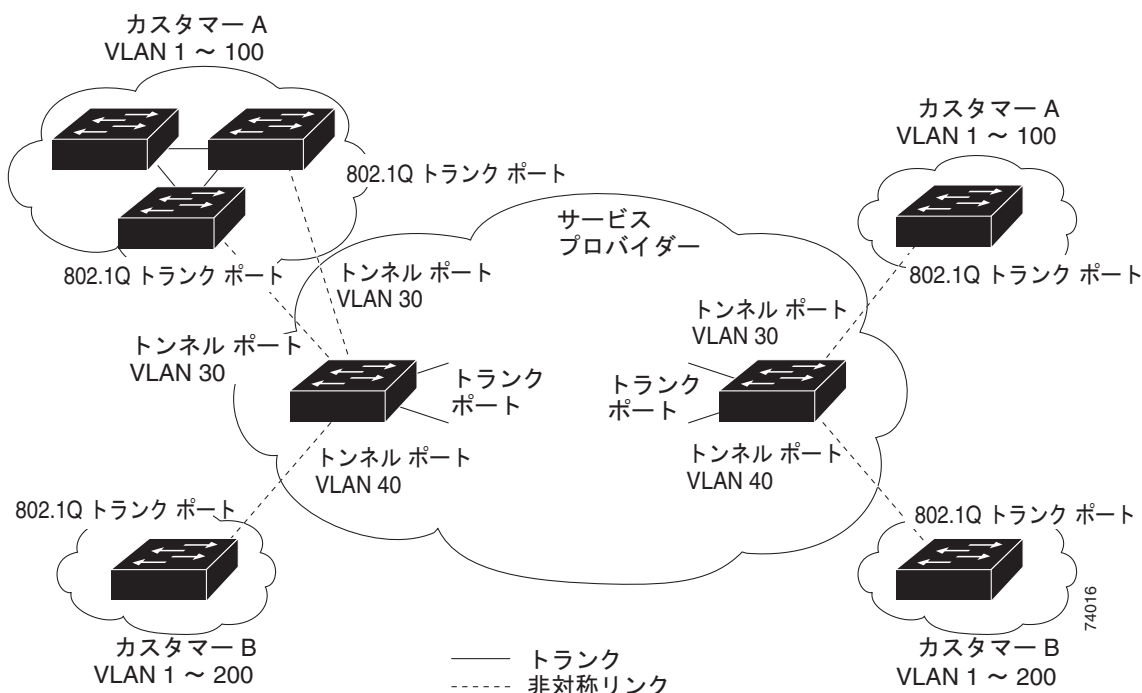 カスタマー A
VLAN 1 ～ 100
802.1Q トランク ポート
802.1Q トランク ポート
トンネル ポート
VLAN 30
トンネル ポート
VLAN 30
サービス
プロバイダー
カスタマー A
VLAN 1 ～ 100
802.1Q トランク ポート
トンネル ポート
VLAN 30
トランク
ポート
トランク
ポート
トンネル ポート
VLAN 40
トンネル ポート
VLAN 40
802.1Q トランク ポート
802.1Q トランク ポート
カスタマー B
VLAN 1 ～ 200
カスタマー B
VLAN 1 ～ 200
74016
トランク
非対称リンク